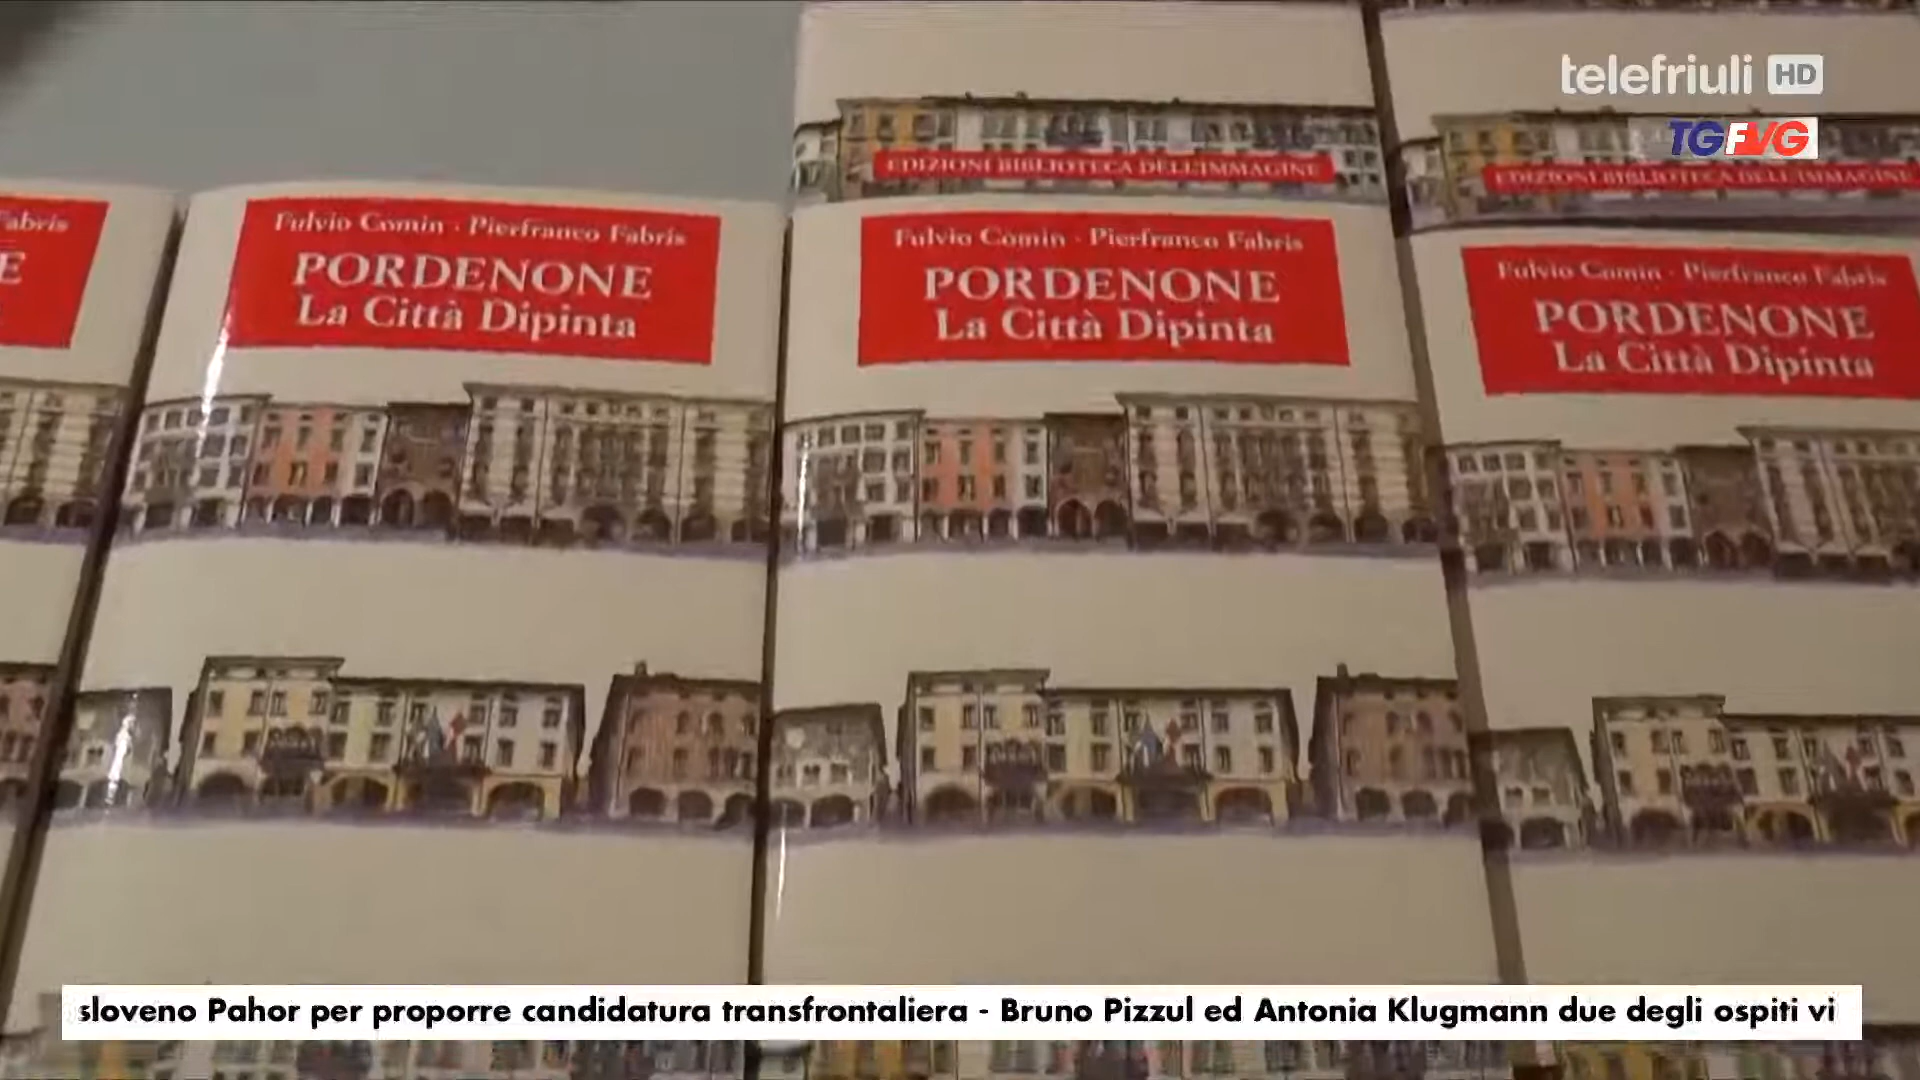 telefriuli HD
TGFVG
EDIZIONI BIBLIOTECA DELL'IMMAGINE
EDIZIONI BIBLIOTECA DELL'IMMAGINE
Fabris
E
Fulvio Comin · Pierfranco Fabris
PORDENONE
La Città Dipinta
Fulvio Comin · Pierfranco Fabris
PORDENONE
La Città Dipinta
Fulvio Comin · Pierfranco Fabris
PORDENONE
La Città Dipinta
sloveno Pahor per proporre candidatura transfrontaliera - Bruno Pizzul ed Antonia Klugmann due degli ospiti vi